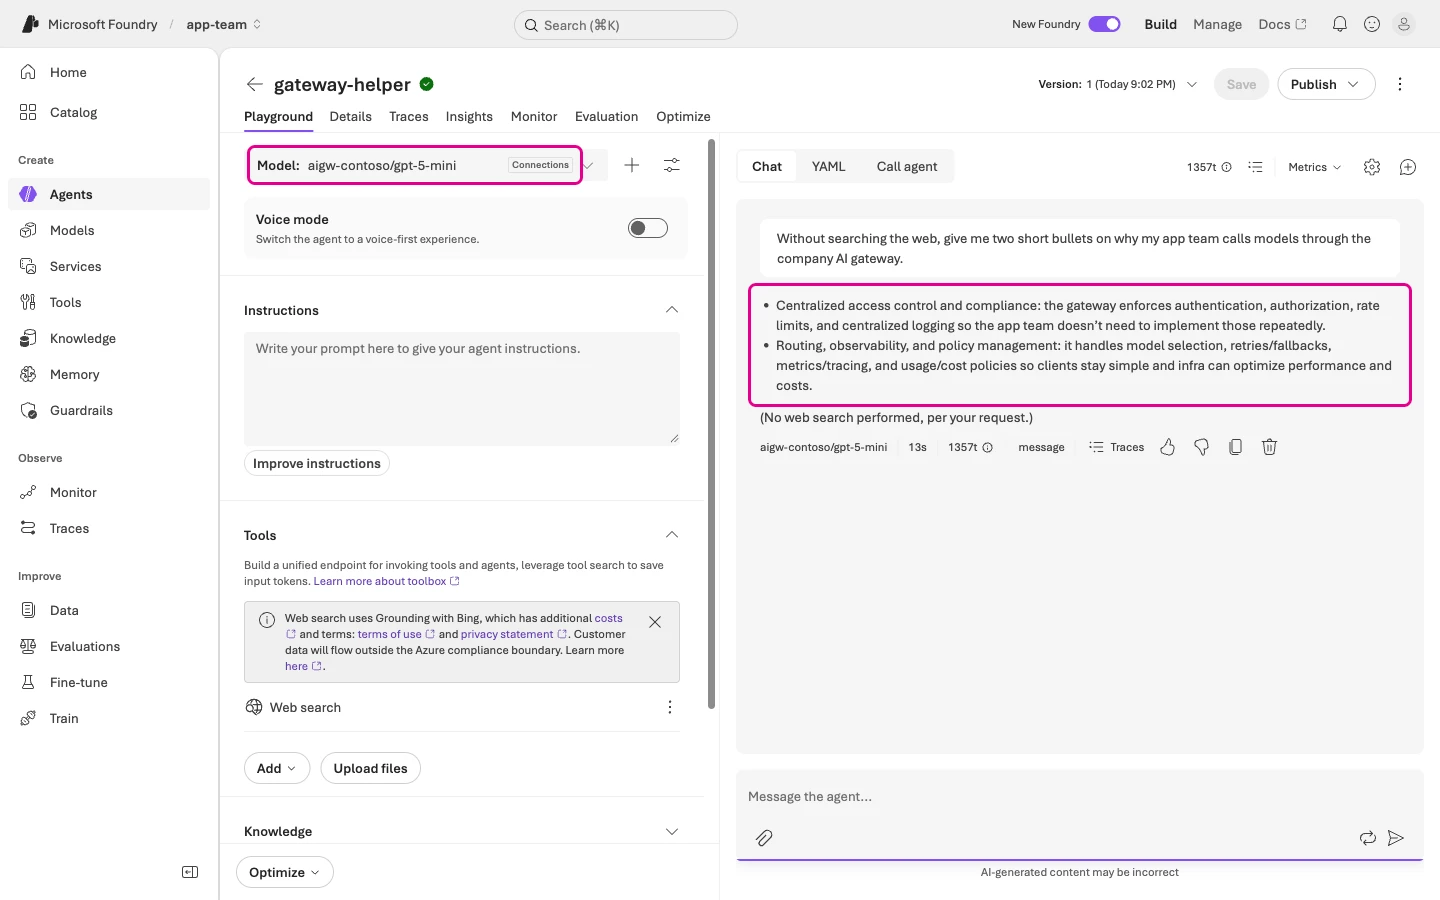 Microsoft Foundry / app-team
Search (⌘K)
New Foundry
Build
Manage
Docs
Home
Catalog
Create
Agents
Models
Services
Tools
Knowledge
Memory
Guardrails
Observe
Monitor
Traces
Improve
Data
Evaluations
Fine-tune
Train
gateway-helper
Version: 1 (Today 9:02 PM)
Save
Publish
Playground
Details
Traces
Insights
Monitor
Evaluation
Optimize
Model: aigw-contoso/gpt-5-mini
Connections
Voice mode
Switch the agent to a voice-first experience.
Instructions
Write your prompt here to give your agent instructions.
Improve instructions
Tools
Build a unified endpoint for invoking tools and agents, leverage tool search to save
input tokens. Learn more about toolbox
Web search uses Grounding with Bing, which has additional costs
and terms: terms of use and privacy statement . Customer
data will flow outside the Azure compliance boundary. Learn more
here .
Web search
Add
Upload files
Knowledge
Optimize
Chat
YAML
Call agent
1357t
Metrics
Without searching the web, give me two short bullets on why my app team calls models through the
company AI gateway.
• Centralized access control and compliance: the gateway enforces authentication, authorization, rate
limits, and centralized logging so the app team doesn’t need to implement those repeatedly.
• Routing, observability, and policy management: it handles model selection, retries/fallbacks,
metrics/tracing, and usage/cost policies so clients stay simple and infra can optimize performance and
costs.
(No web search performed, per your request.)
aigw-contoso/gpt-5-mini
13s
1357t
message
Traces
Message the agent...
AI-generated content may be incorrect